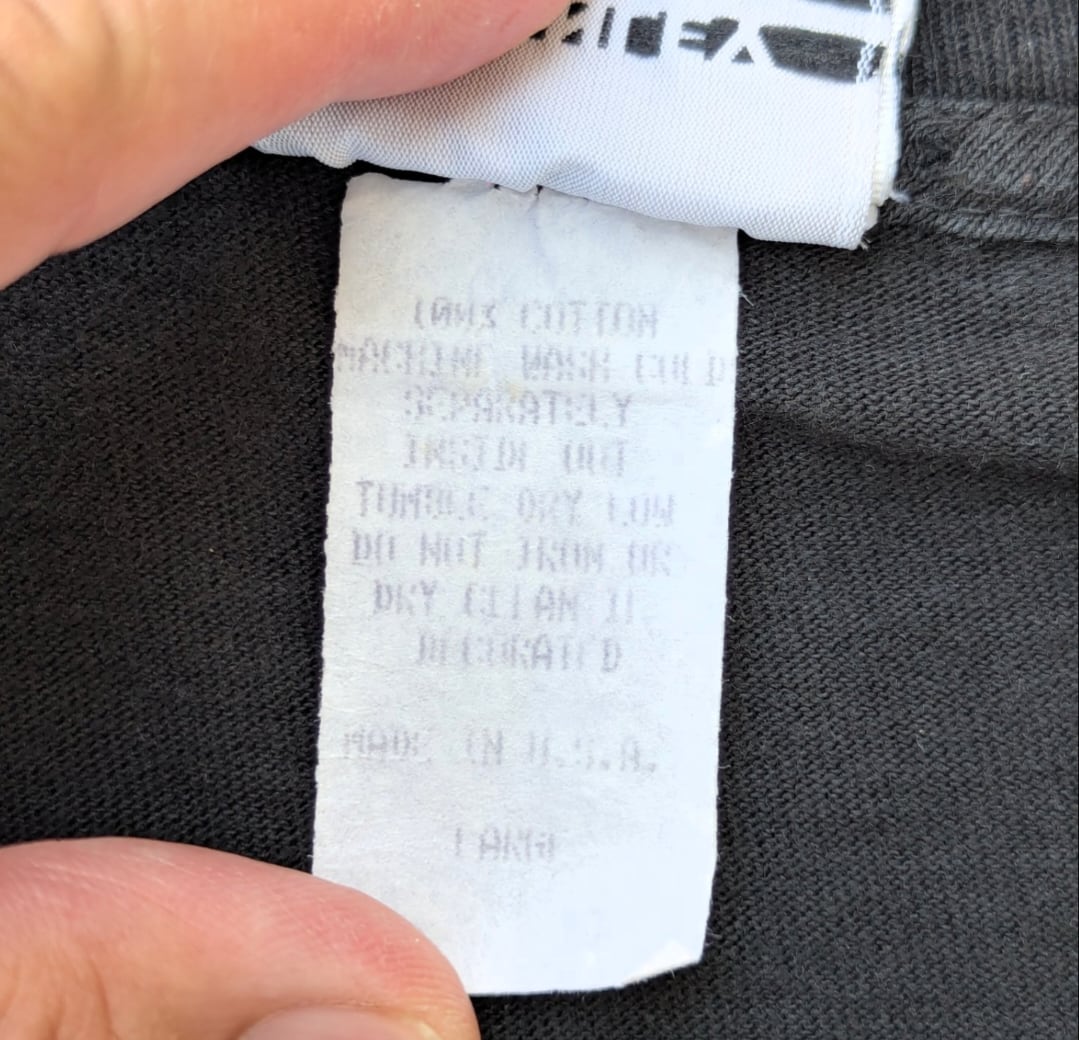 100% COTTON
MACHINE WASH COLD
SEPARATELY
INSIDE OUT
TUMBLE DRY LOW
DO NOT IRON OR
DRY CLEAN IF
DECORATED
MADE IN U.S.A.
LARGE